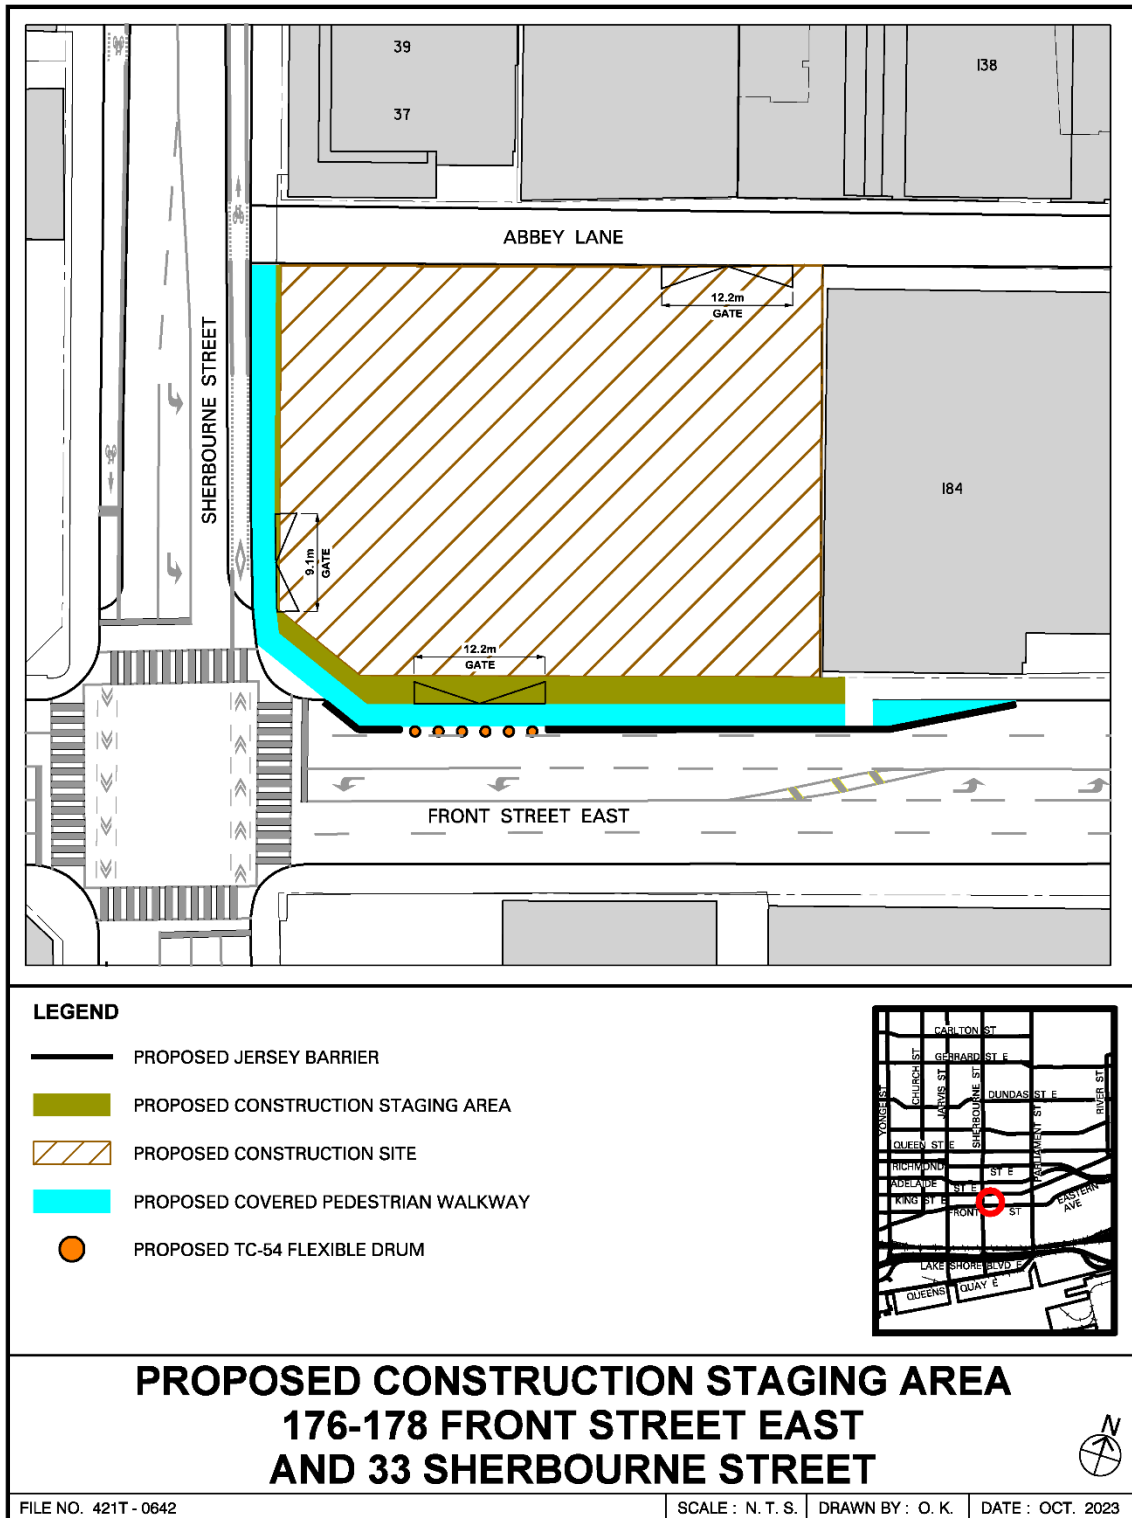 39
37
138
ABBEY LANE
12.2m
GATE
SHERBOURNE STREET
184
9.1m
GATE
12.2m
GATE
FRONT STREET EAST
LEGEND
PROPOSED JERSEY BARRIER
PROPOSED CONSTRUCTION STAGING AREA
PROPOSED CONSTRUCTION SITE
PROPOSED COVERED PEDESTRIAN WALKWAY
PROPOSED TC-54 FLEXIBLE DRUM
CARLTON ST
GERRARD ST E
DUNDAS ST E
YONGE ST
CHURCH ST
JARVIS ST
SHERBOURNE ST
PARLIAMENT ST
RIVER ST
QUEEN ST E
RICHMOND ST E
ADELAIDE ST E
KING ST E
FRONT ST
EASTERN AVE
LAKE SHORE BLVD E
QUEENS QUAY E
PROPOSED CONSTRUCTION STAGING AREA
176-178 FRONT STREET EAST
AND 33 SHERBOURNE STREET
N
FILE NO. 421T - 0642
SCALE : N. T. S.
DRAWN BY : O. K.
DATE : OCT. 2023